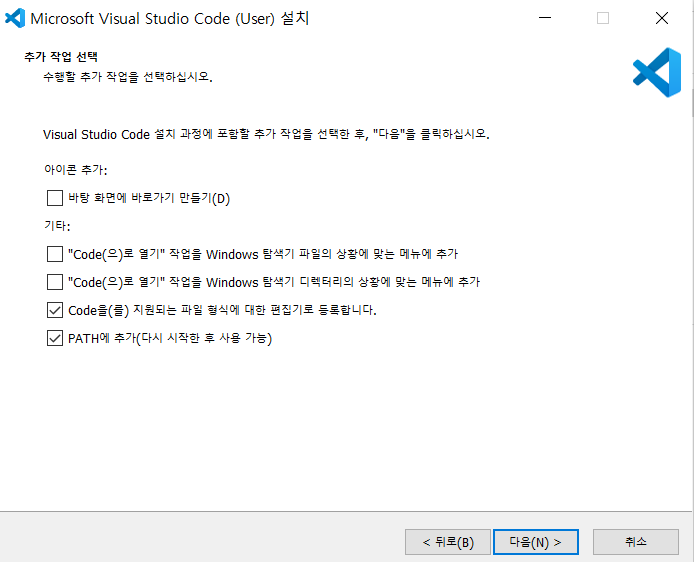 Microsoft Visual Studio Code (User) 설치
추가 작업 선택
수행할 추가 작업을 선택하십시오.
Visual Studio Code 설치 과정에 포함할 추가 작업을 선택한 후, "다음"을 클릭하십시오.
아이콘 추가:
바탕 화면에 바로가기 만들기(D)
기타:
"Code(으)로 열기" 작업을 Windows 탐색기 파일의 상황에 맞는 메뉴에 추가
"Code(으)로 열기" 작업을 Windows 탐색기 디렉터리의 상황에 맞는 메뉴에 추가
Code을(를) 지원되는 파일 형식에 대한 편집기로 등록합니다.
PATH에 추가(다시 시작한 후 사용 가능)
< 뒤로(B) 다음(N) > 취소